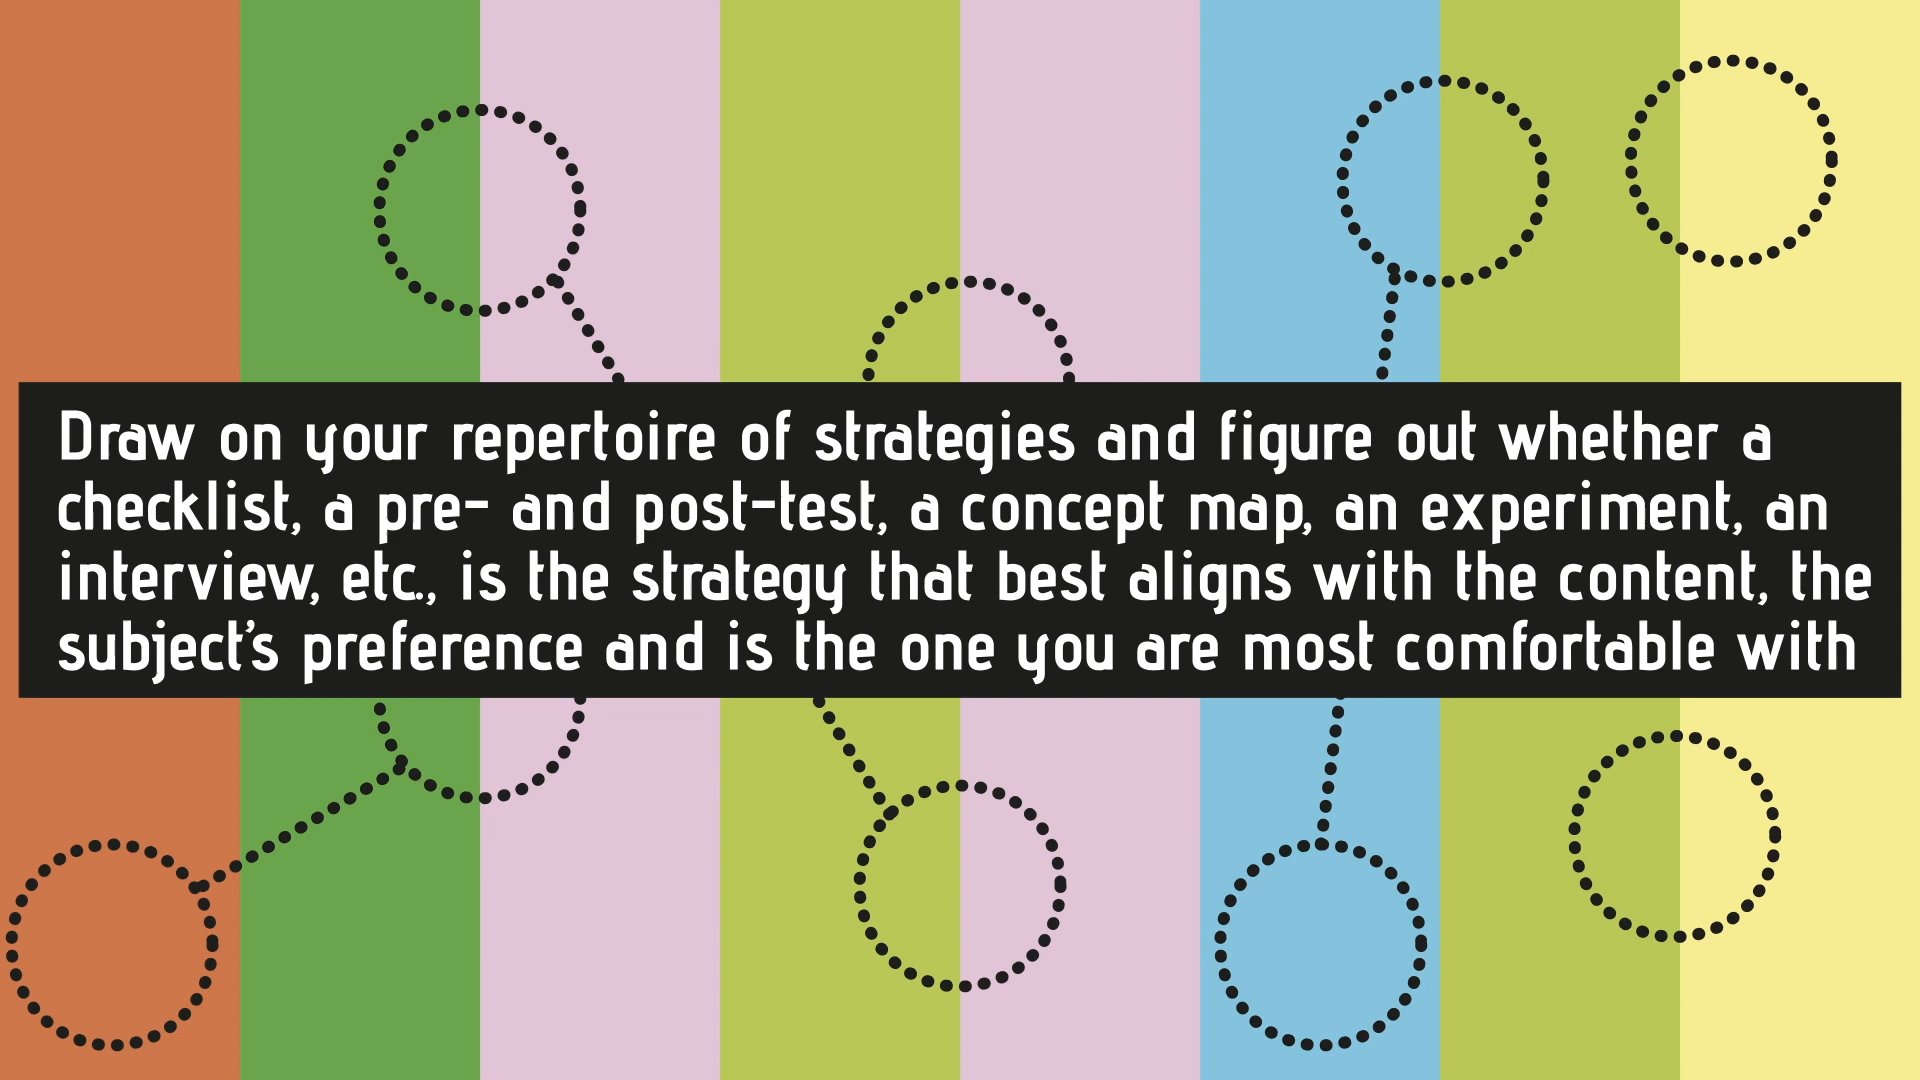 Draw on your repertoire of strategies and figure out whether a
checklist, a pre- and post-test, a concept map, an experiment, an
interview, etc., is the strategy that best aligns with the content, the
subject's preference and is the one you are most comfortable with